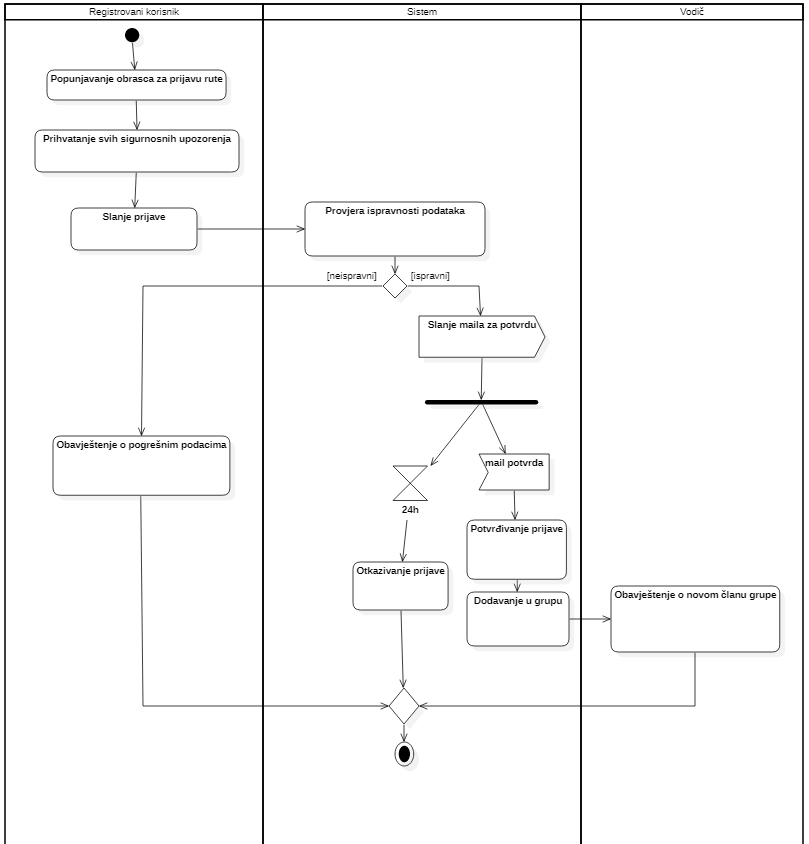 Registrovani korisnik
Sistem
Vodič
Popunjavanje obrasca za prijavu rute
Prihvatanje svih sigurnosnih upozorenja
Slanje prijave
Provjera ispravnosti podataka
[neispravni]
[ispravni]
Slanje maila za potvrdu
Obavještenje o pogrešnim podacima
mail potvrda
24h
Potvrđivanje prijave
Otkazivanje prijave
Dodavanje u grupu
Obavještenje o novom članu grupe